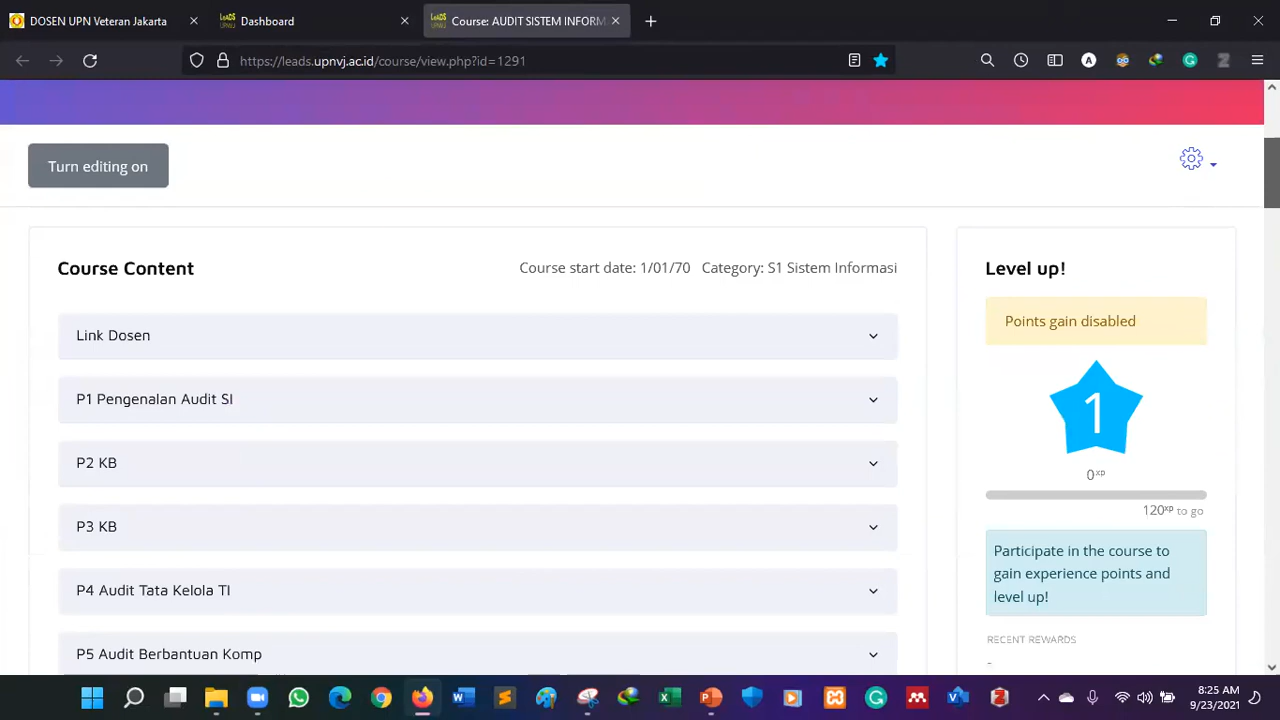 DOSEN UPN Veteran Jakarta
Dashboard
Course: AUDIT SISTEM INFORM
https://leads.upnvj.ac.id/course/view.php?id=1291
Turn editing on
Course Content
Course start date: 1/01/70 Category: S1 Sistem Informasi
Link Dosen
P1 Pengenalan Audit SI
P2 KB
P3 KB
P4 Audit Tata Kelola TI
P5 Audit Berbantuan Komp
Level up!
Points gain disabled
1
0xp
120xp to go
Participate in the course to
gain experience points and
level up!
RECENT REWARDS
-
8:25 AM
9/23/2021